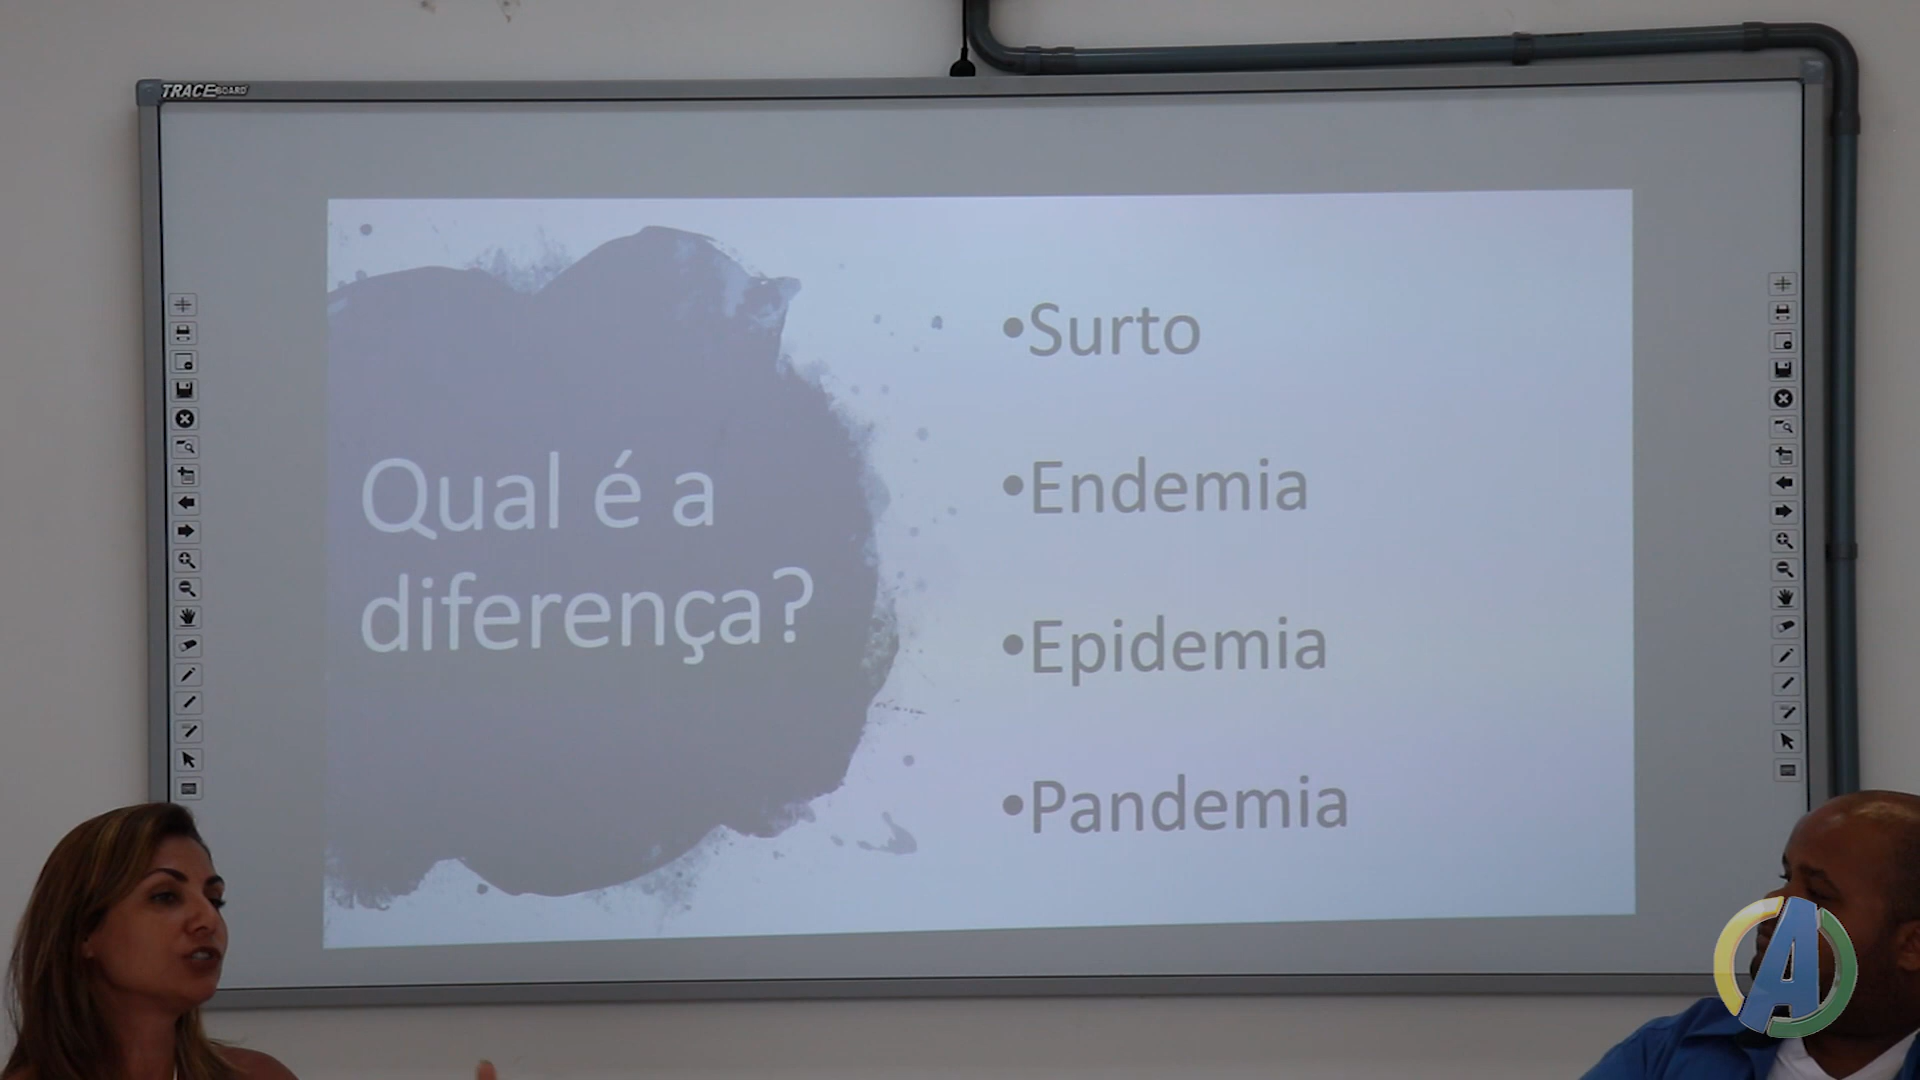 TRACEBOARD
Qual é a
diferença?
•Surto
•Endemia
•Epidemia
•Pandemia
A